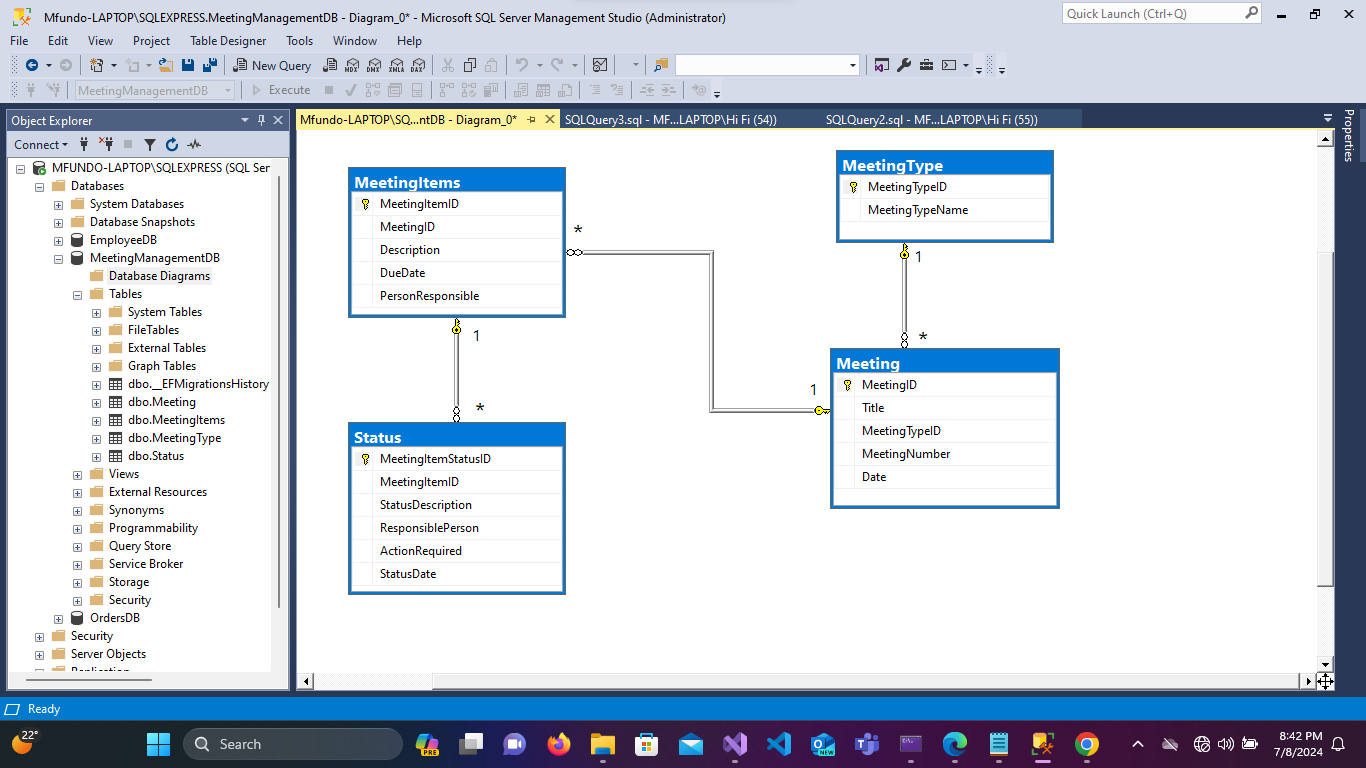 Mfundo-LAPTOP\SQLEXPRESS.MeetingManagementDB - Diagram_0* - Microsoft SQL Server Management Studio (Administrator)
Quick Launch (Ctrl+Q)
File Edit View Project Table Designer Tools Window Help
New Query
MDX DMX XMLA DAX
MeetingManagementDB
Execute
Object Explorer
Mfundo-LAPTOP\SQ...ntDB - Diagram_0*
SQLQuery3.sql - MF...LAPTOP\Hi Fi (54))
SQLQuery2.sql - MF...LAPTOP\Hi Fi (55))
Properties
Connect
MFUNDO-LAPTOP\SQLEXPRESS (SQL Ser
Databases
System Databases
Database Snapshots
EmployeeDB
MeetingManagementDB
Database Diagrams
Tables
System Tables
FileTables
External Tables
Graph Tables
dbo.__EFMigrationsHistory
dbo.Meeting
dbo.MeetingItems
dbo.MeetingType
dbo.Status
Views
External Resources
Synonyms
Programmability
Query Store
Service Broker
Storage
Security
OrdersDB
Security
Server Objects
Replication
MeetingItems
MeetingItemID
MeetingID
Description
DueDate
PersonResponsible
*
1
*
Status
MeetingItemStatusID
MeetingItemID
StatusDescription
ResponsiblePerson
ActionRequired
StatusDate
MeetingType
MeetingTypeID
MeetingTypeName
1
*
1
Meeting
MeetingID
Title
MeetingTypeID
MeetingNumber
Date
Ready
22°
Search
PRE
NEW
8:42 PM
7/8/2024